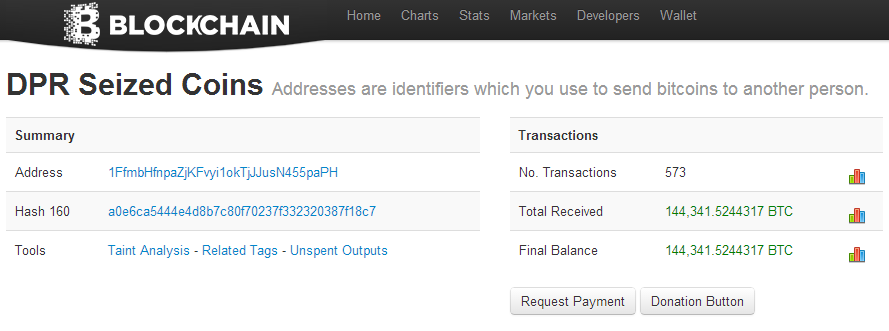 BLOCKCHAIN Home Charts Stats Markets Developers Wallet
DPR Seized Coins Addresses are identifiers which you use to send bitcoins to another person.
Summary
Address 1FfmbHfnpaZjKFvyi1okTjJJusN455paPH
Hash 160 a0e6ca5444e4d8b7c80f70237f332320387f18c7
Tools Taint Analysis - Related Tags - Unspent Outputs
Transactions
No. Transactions 573
Total Received 144,341.5244317 BTC
Final Balance 144,341.5244317 BTC
Request Payment Donation Button